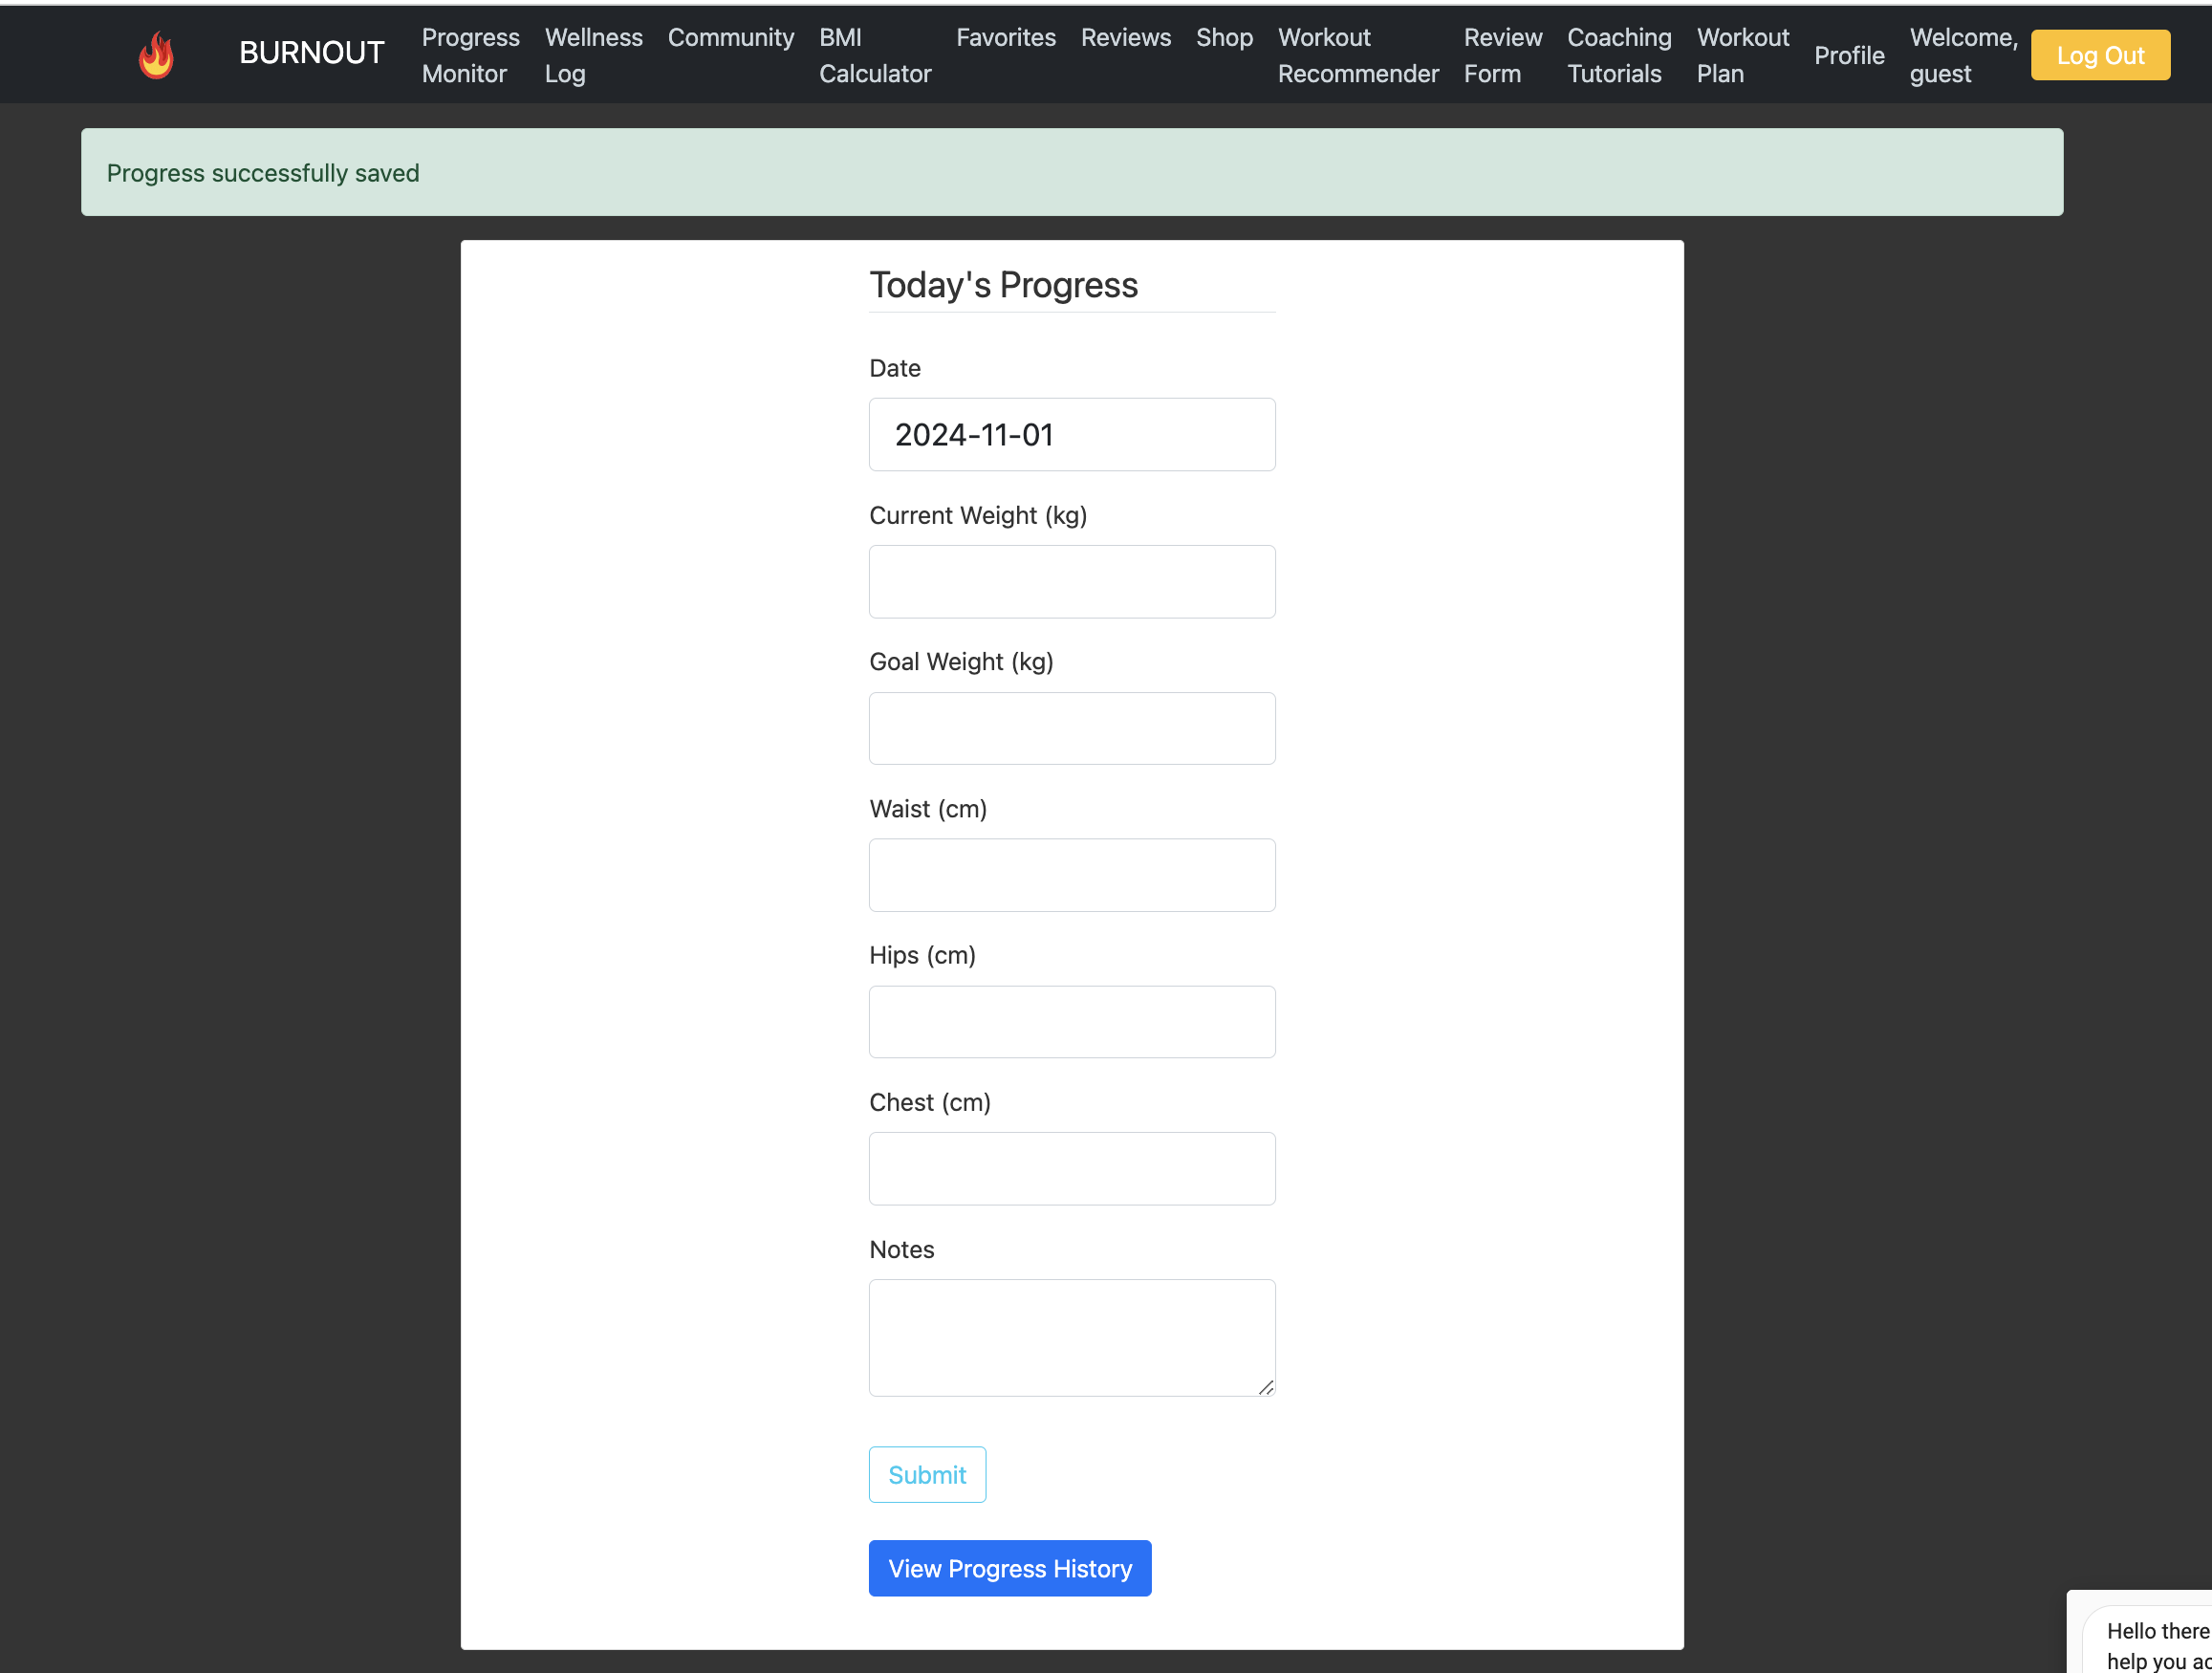 BURNOUT
Progress Monitor
Wellness Log
Community
BMI Calculator
Favorites
Reviews
Shop
Workout Recommender
Review Form
Coaching Tutorials
Workout Plan
Profile
Welcome, guest
Log Out
Progress successfully saved
Today's Progress
Date
2024-11-01
Current Weight (kg)
Goal Weight (kg)
Waist (cm)
Hips (cm)
Chest (cm)
Notes
Submit
View Progress History
Hello there
help you